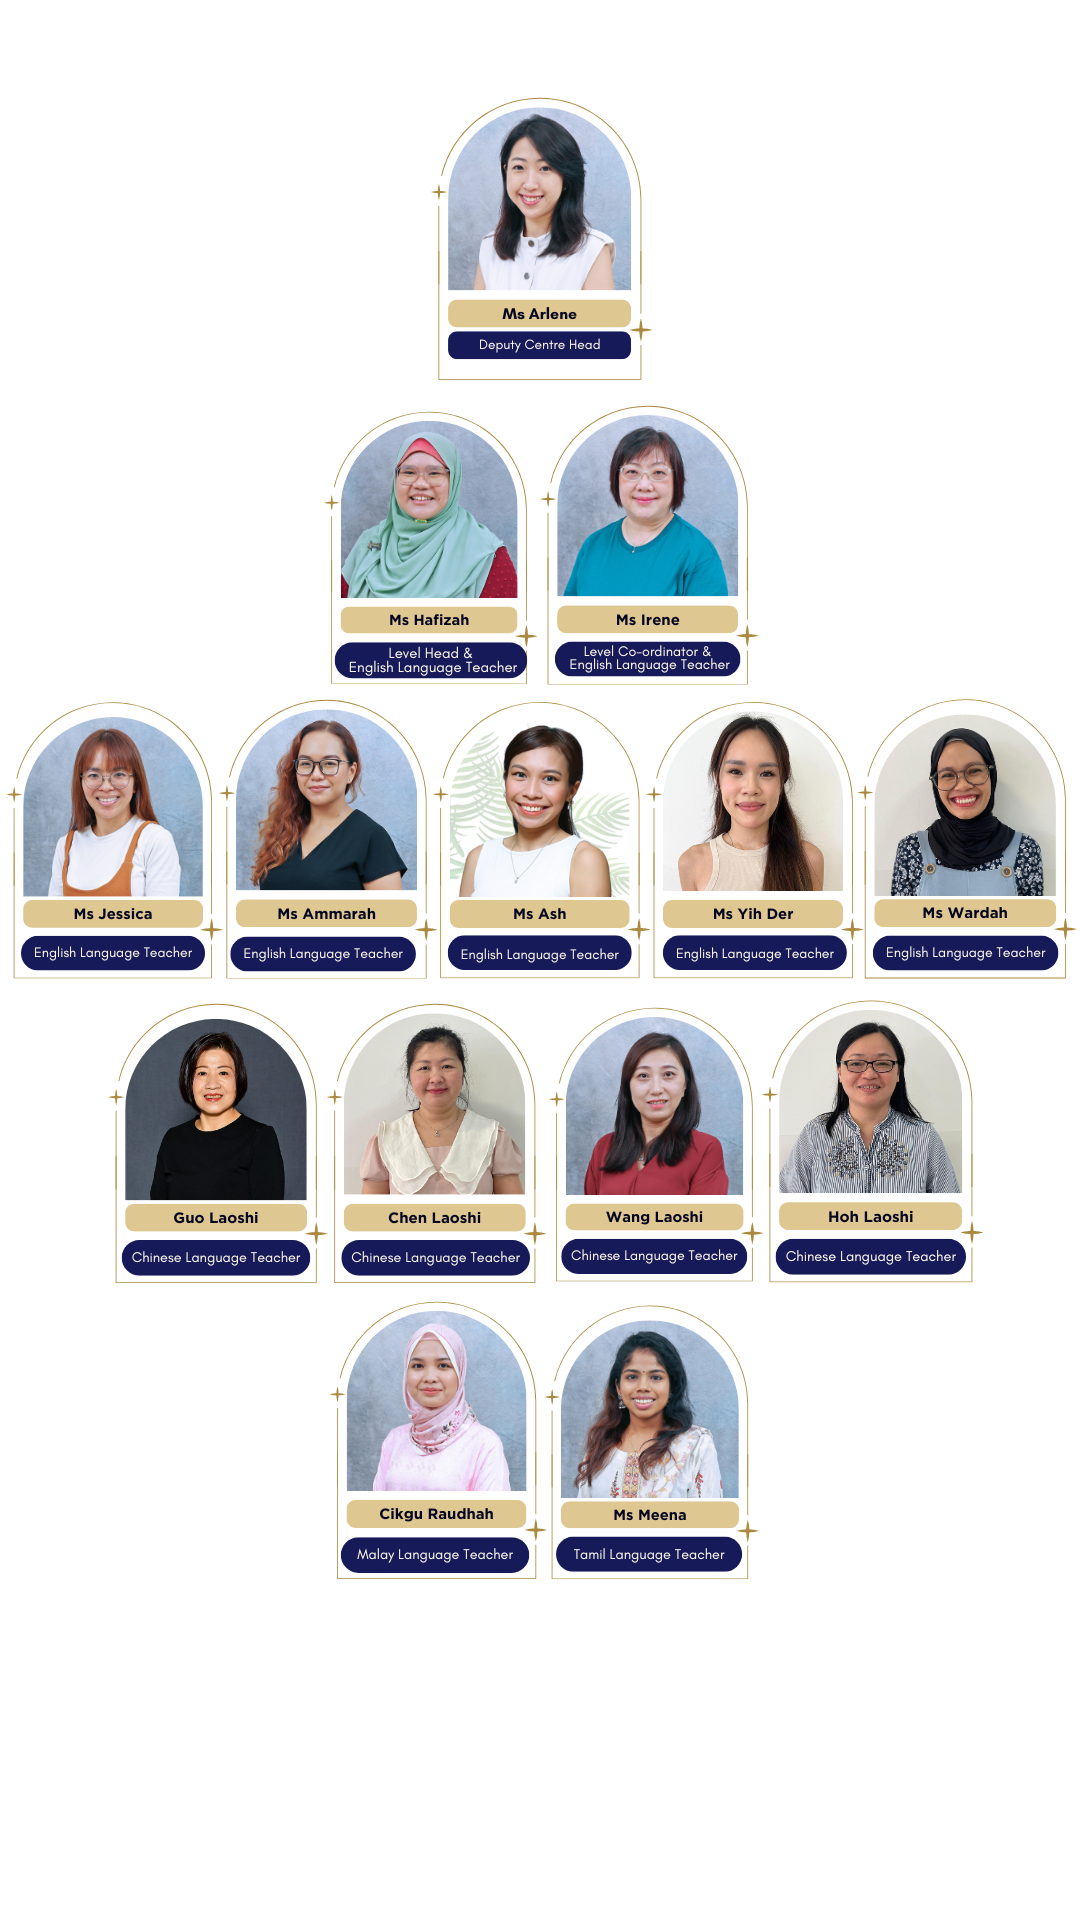 Ms Arlene
Deputy Centre Head
Ms Hafizah
Level Head &
English Language Teacher
Ms Irene
Level Co-ordinator &
English Language Teacher
Ms Jessica
English Language Teacher
Ms Ammarah
English Language Teacher
Ms Ash
English Language Teacher
Ms Yih Der
English Language Teacher
Ms Wardah
English Language Teacher
Guo Laoshi
Chinese Language Teacher
Chen Laoshi
Chinese Language Teacher
Wang Laoshi
Chinese Language Teacher
Hoh Laoshi
Chinese Language Teacher
Cikgu Raudhah
Malay Language Teacher
Ms Meena
Tamil Language Teacher